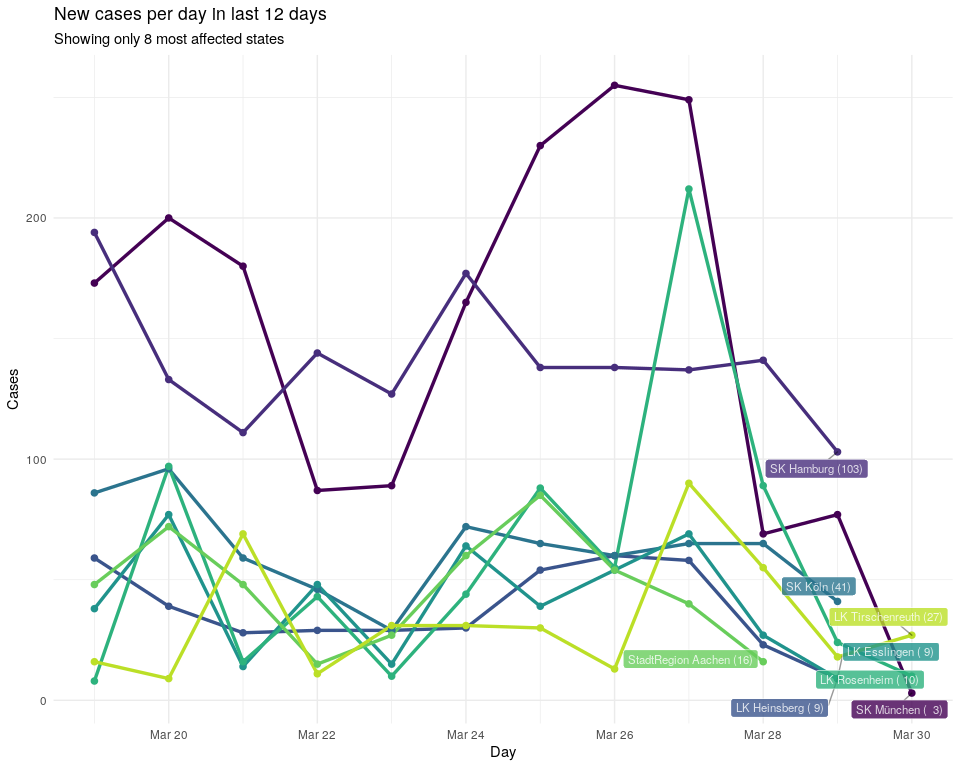 New cases per day in last 12 days
Showing only 8 most affected states
Cases
200
100
0
SK Hamburg (103)
SK Köln (41)
LK Tirschenreuth (27)
LK Esslingen ( 9)
StadtRegion Aachen (16)
LK Rosenheim ( 10)
LK Heinsberg ( 9)
SK München (  3)
Mar 20
Mar 22
Mar 24
Mar 26
Mar 28
Mar 30
Day